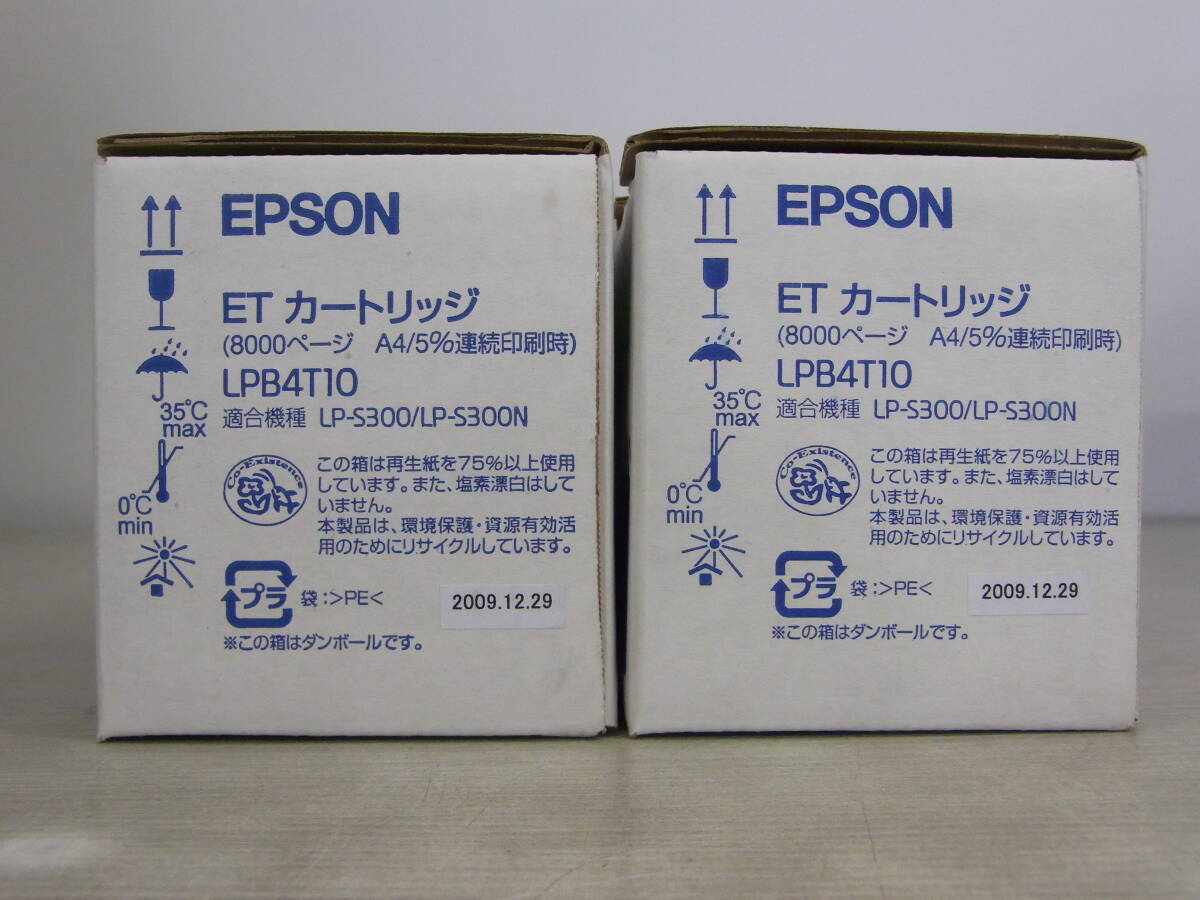 EPSON
ET カートリッジ
(8000ページ A4/5%連続印刷時)
LPB4T10
適合機種 LP-S300/LP-S300N
35℃
max
0℃
min
Co-Existence
この箱は再生紙を75%以上使用
しています。また、塩素漂白はして
いません。
本製品は、環境保護・資源有効活
用のためにリサイクルしています。
プラ 袋:>PE<
2009.12.29
※この箱はダンボールです。
EPSON
ET カートリッジ
(8000ページ A4/5%連続印刷時)
LPB4T10
適合機種 LP-S300/LP-S300N
35℃
max
0℃
min
Co-Existence
この箱は再生紙を75%以上使用
しています。また、塩素漂白はして
いません。
本製品は、環境保護・資源有効活
用のためにリサイクルしています。
プラ 袋:>PE<
2009.12.29
※この箱はダンボールです。